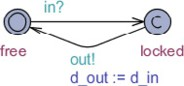 in?
C
free
locked
out!
d_out := d_in